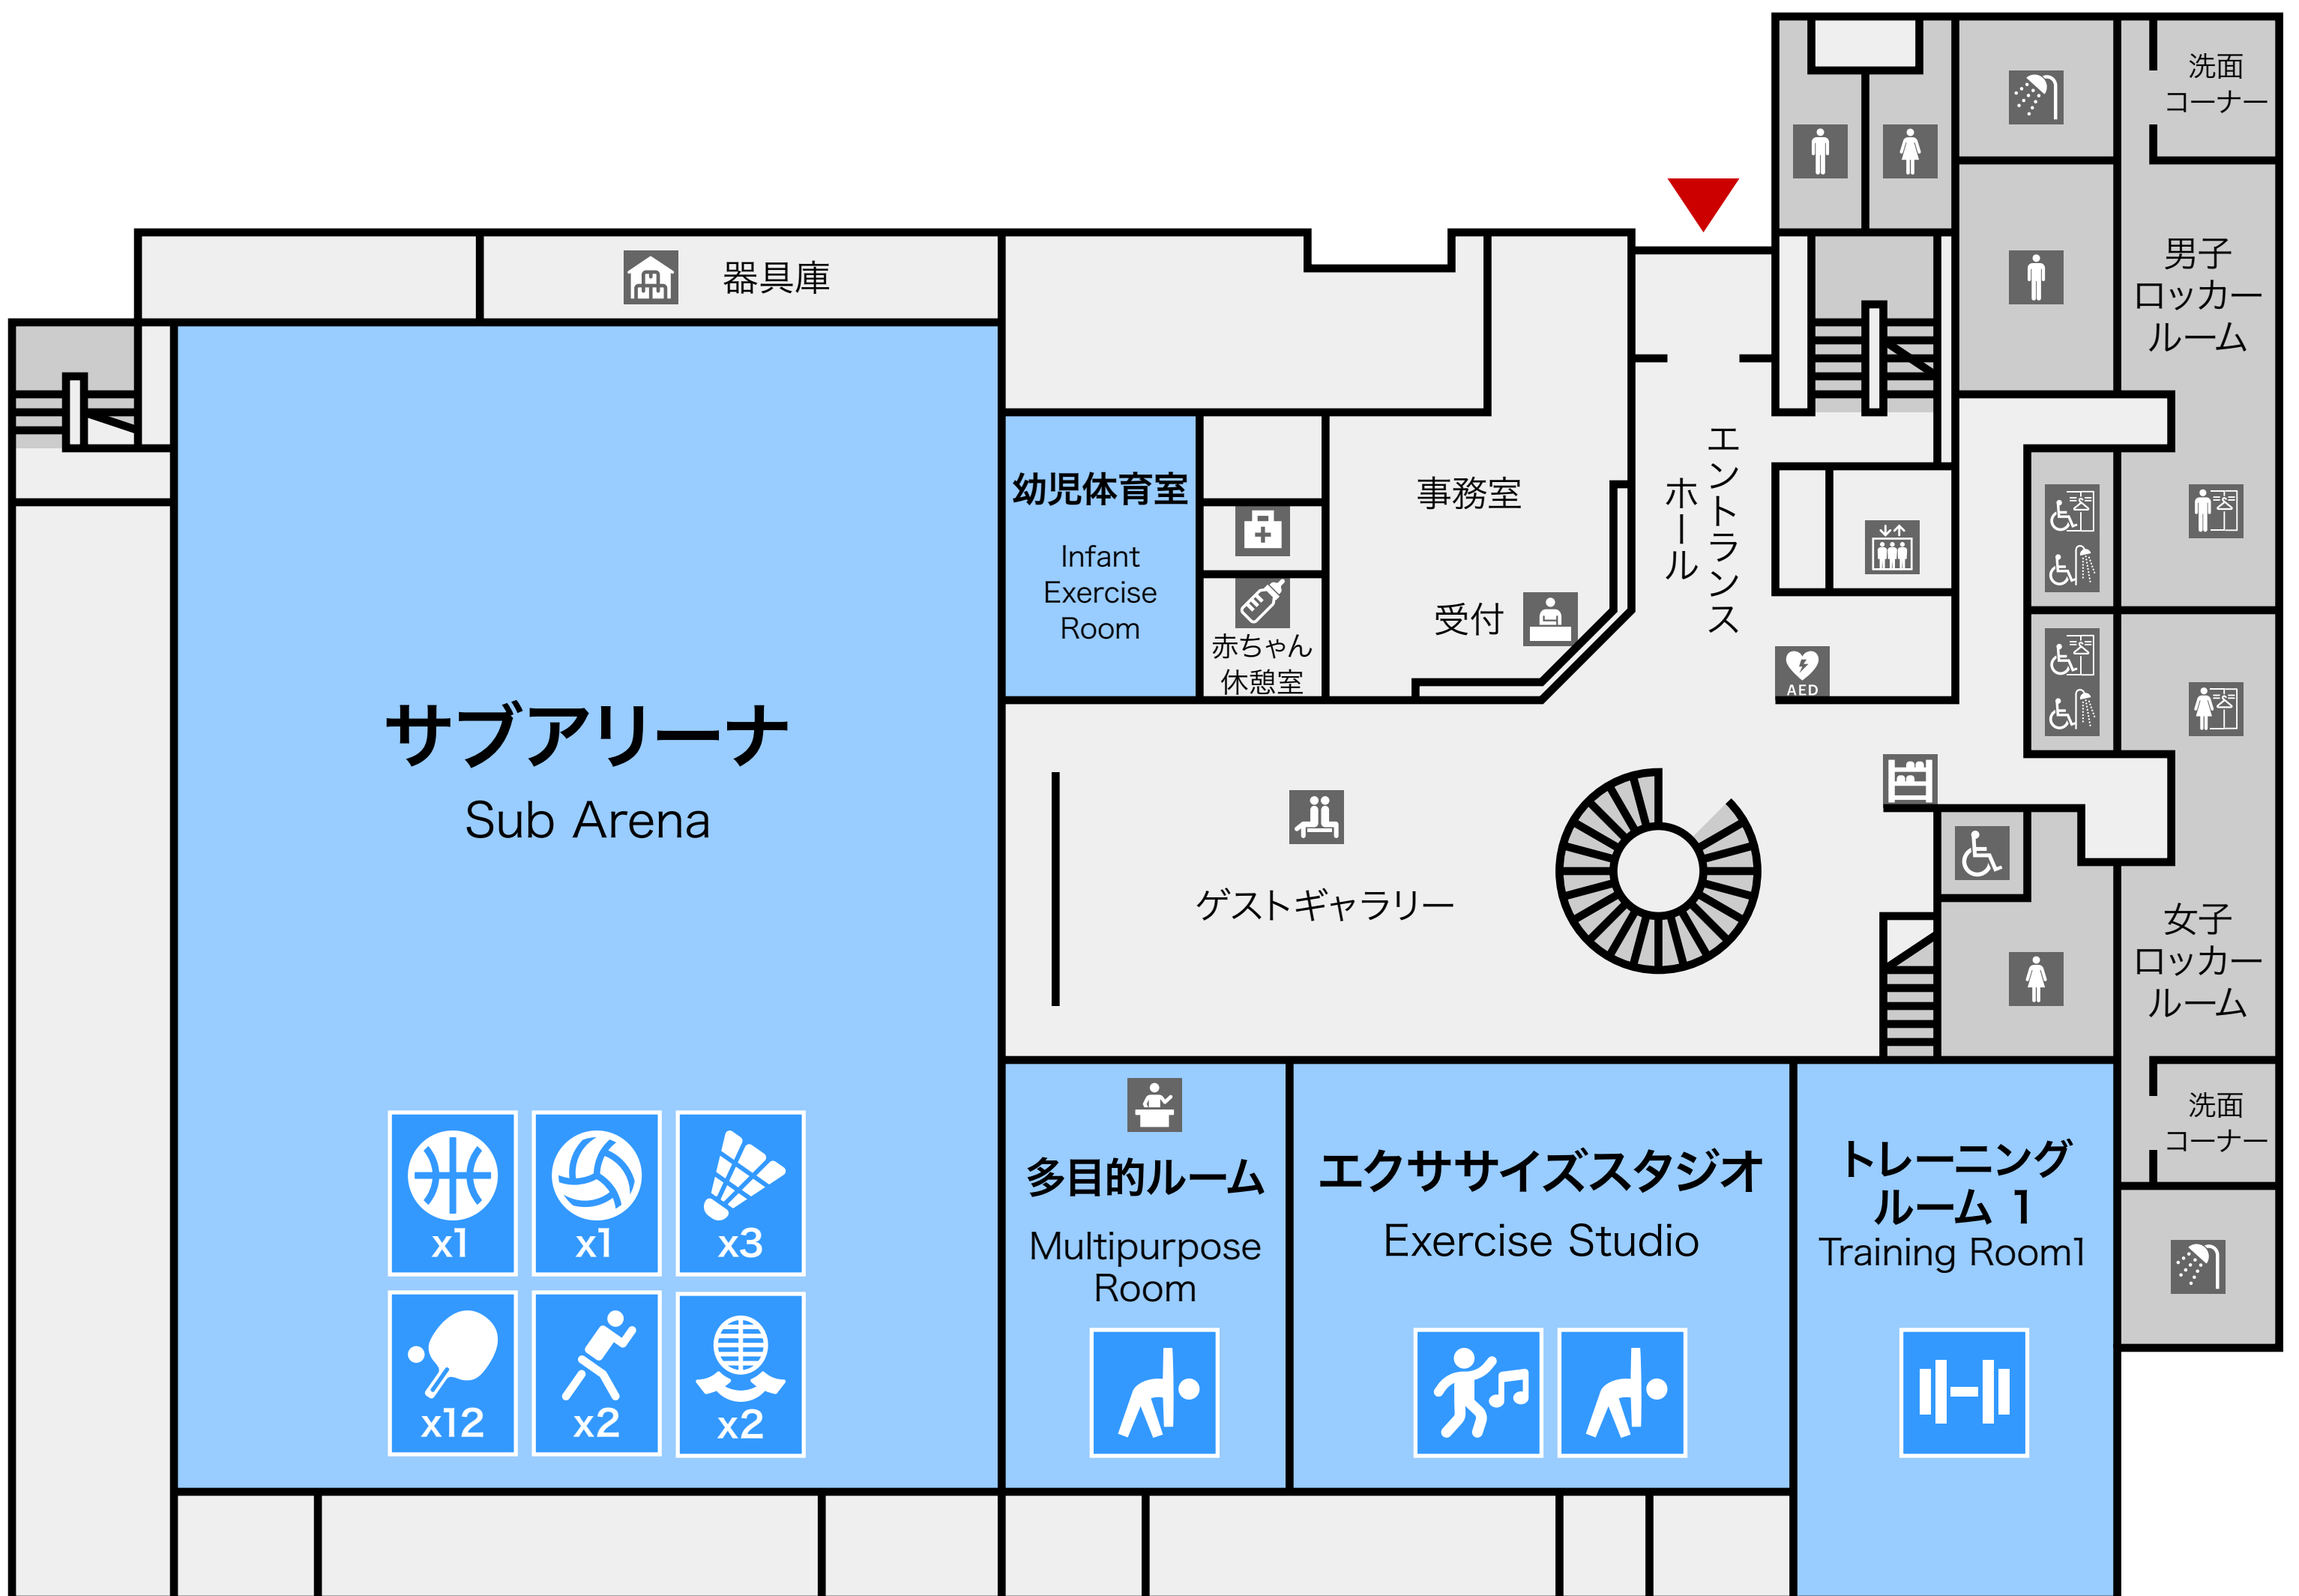 洗面
コーナー
器具庫
男子
ロッカー
ルーム
エントランス
ホール
幼児体育室
Infant
Exercise
Room
事務室
受付
赤ちゃん
休憩室
AED
サブアリーナ
Sub Arena
ゲストギャラリー
女子
ロッカー
ルーム
洗面
コーナー
多目的ルーム
Multipurpose
Room
エクササイズスタジオ
Exercise Studio
トレーニング
ルーム 1
Training Room1
x1
x1
x3
x12
x2
x2